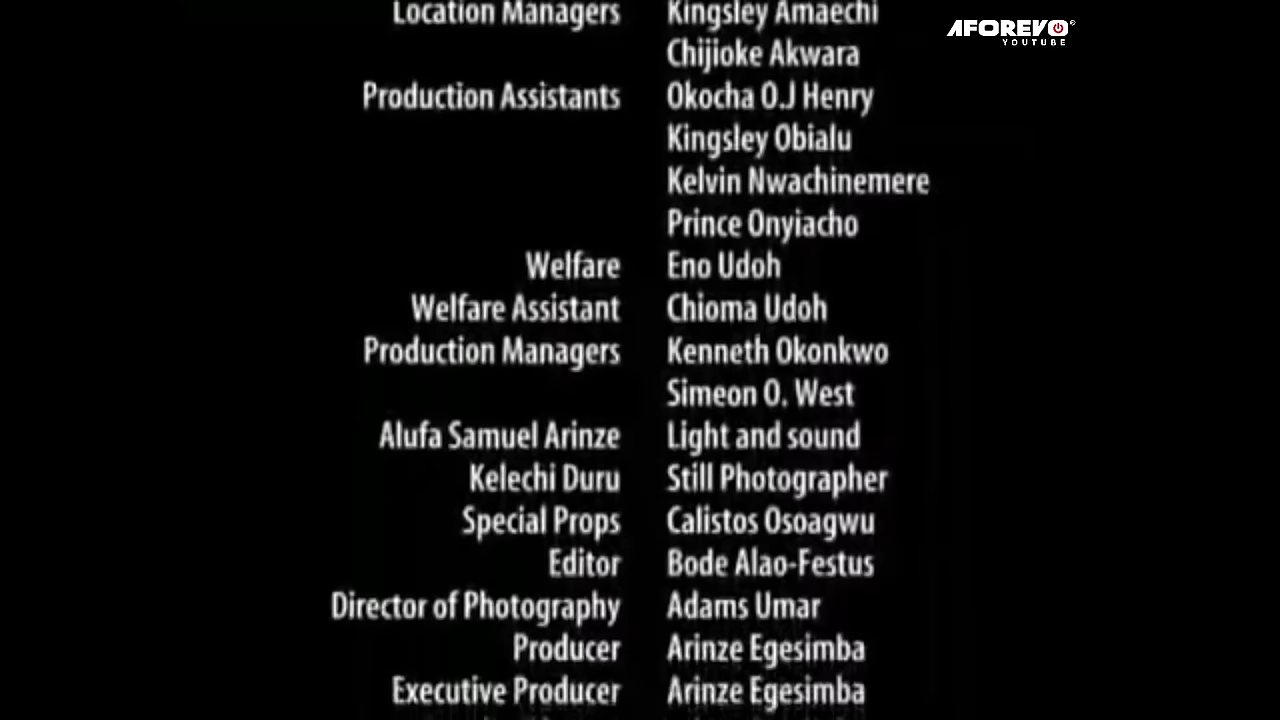 Location Managers Kingsley Amaechi
AFOREVO
YOUTUBE
Chijioke Akwara
Production Assistants Okocha O.J Henry
Kingsley Obialu
Kelvin Nwachinemere
Prince Onyiacho
Welfare Eno Udoh
Welfare Assistant Chioma Udoh
Production Managers Kenneth Okonkwo
Simeon O. West
Alufa Samuel Arinze Light and sound
Kelechi Duru Still Photographer
Special Props Calistos Osoagwu
Editor Bode Alao-Festus
Director of Photography Adams Umar
Producer Arinze Egesimba
Executive Producer Arinze Egesimba